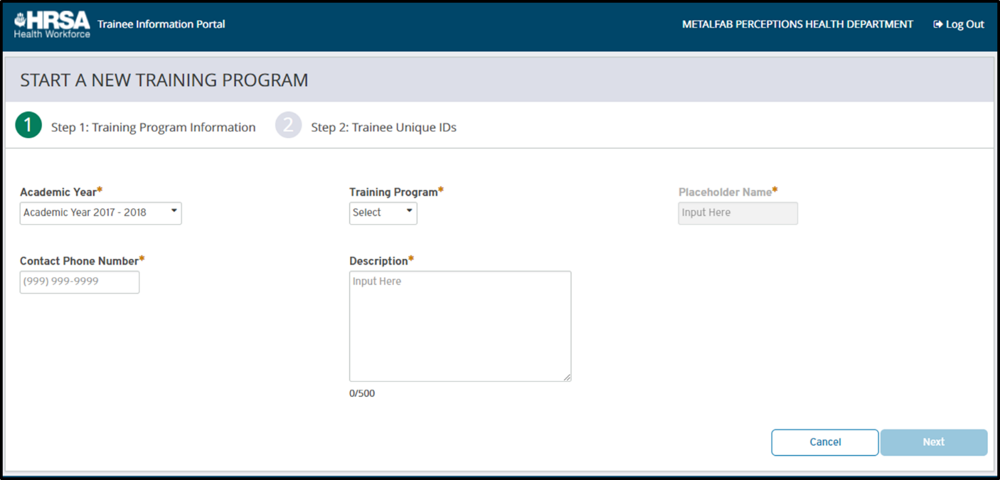 HRSA
Health Workforce
Trainee Information Portal
METALFAB PERCEPTIONS HEALTH DEPARTMENT
Log Out
START A NEW TRAINING PROGRAM
1 Step 1: Training Program Information
2 Step 2: Trainee Unique IDs
Academic Year*
Academic Year 2017 - 2018
Training Program*
Select
Placeholder Name*
Input Here
Contact Phone Number*
(999) 999-9999
Description*
Input Here
0/500
Cancel
Next